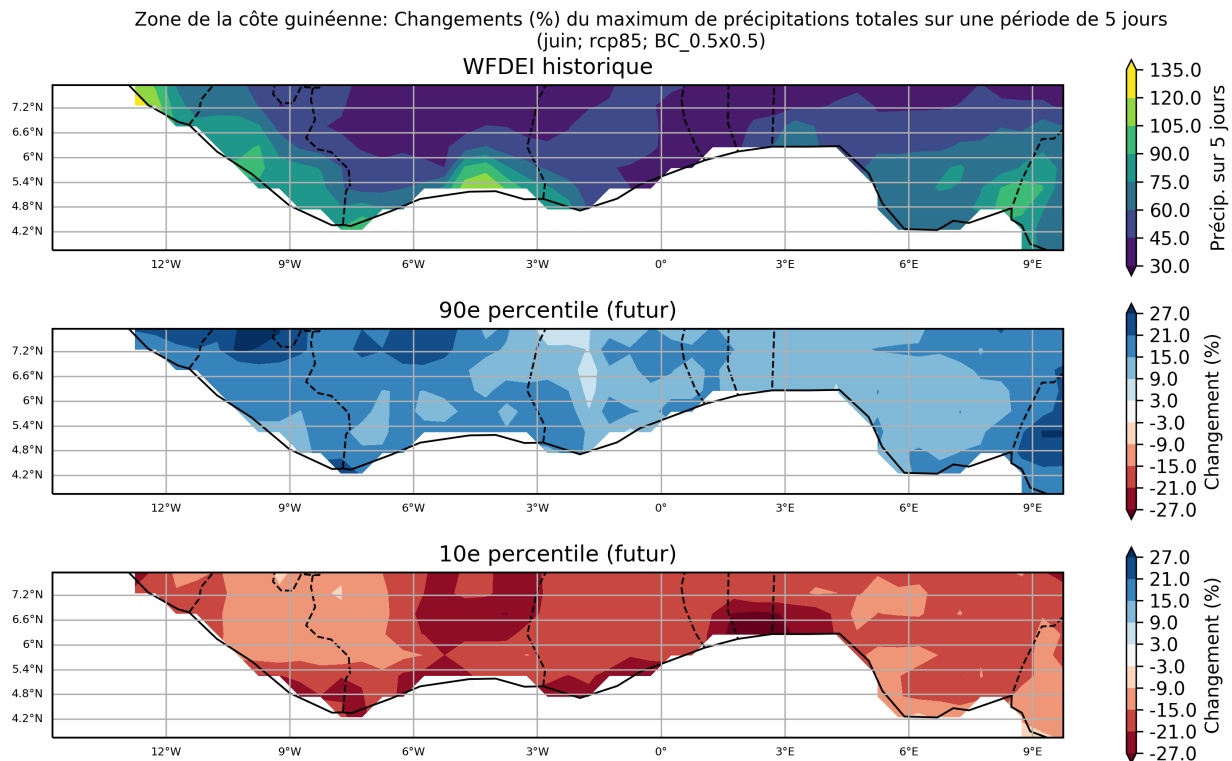 Zone de la côte guinéenne: Changements (%) du maximum de précipitations totales sur une période de 5 jours
(juin; rcp85; BC_0.5x0.5)
WFDEI historique
7.2°N
6.6°N
6°N
5.4°N
4.8°N
4.2°N
12°W 9°W 6°W 3°W 0° 3°E 6°E 9°E
135.0
120.0
105.0
90.0
75.0
60.0
45.0
30.0
Précip. sur 5 jours
90e percentile (futur)
7.2°N
6.6°N
6°N
5.4°N
4.8°N
4.2°N
12°W 9°W 6°W 3°W 0° 3°E 6°E 9°E
27.0
21.0
15.0
9.0
3.0
-3.0
-9.0
-15.0
-21.0
-27.0
Changement (%)
10e percentile (futur)
7.2°N
6.6°N
6°N
5.4°N
4.8°N
4.2°N
12°W 9°W 6°W 3°W 0° 3°E 6°E 9°E
27.0
21.0
15.0
9.0
3.0
-3.0
-9.0
-15.0
-21.0
-27.0
Changement (%)